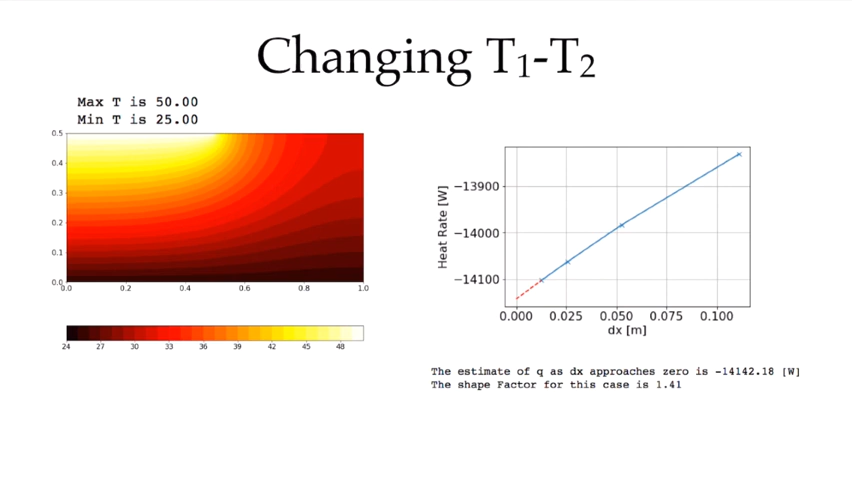 Changing T₁-T₂
Max T is 50.00
Min T is 25.00
0.5
0.4
0.3
0.2
0.1
0.0
0.0 0.2 0.4 0.6 0.8 1.0
24 27 30 33 36 39 42 45 48
Heat Rate [W]
−13900
−14000
−14100
0.000 0.025 0.050 0.075 0.100
dx [m]
The estimate of q as dx approaches zero is -14142.18 [W]
The shape Factor for this case is 1.41